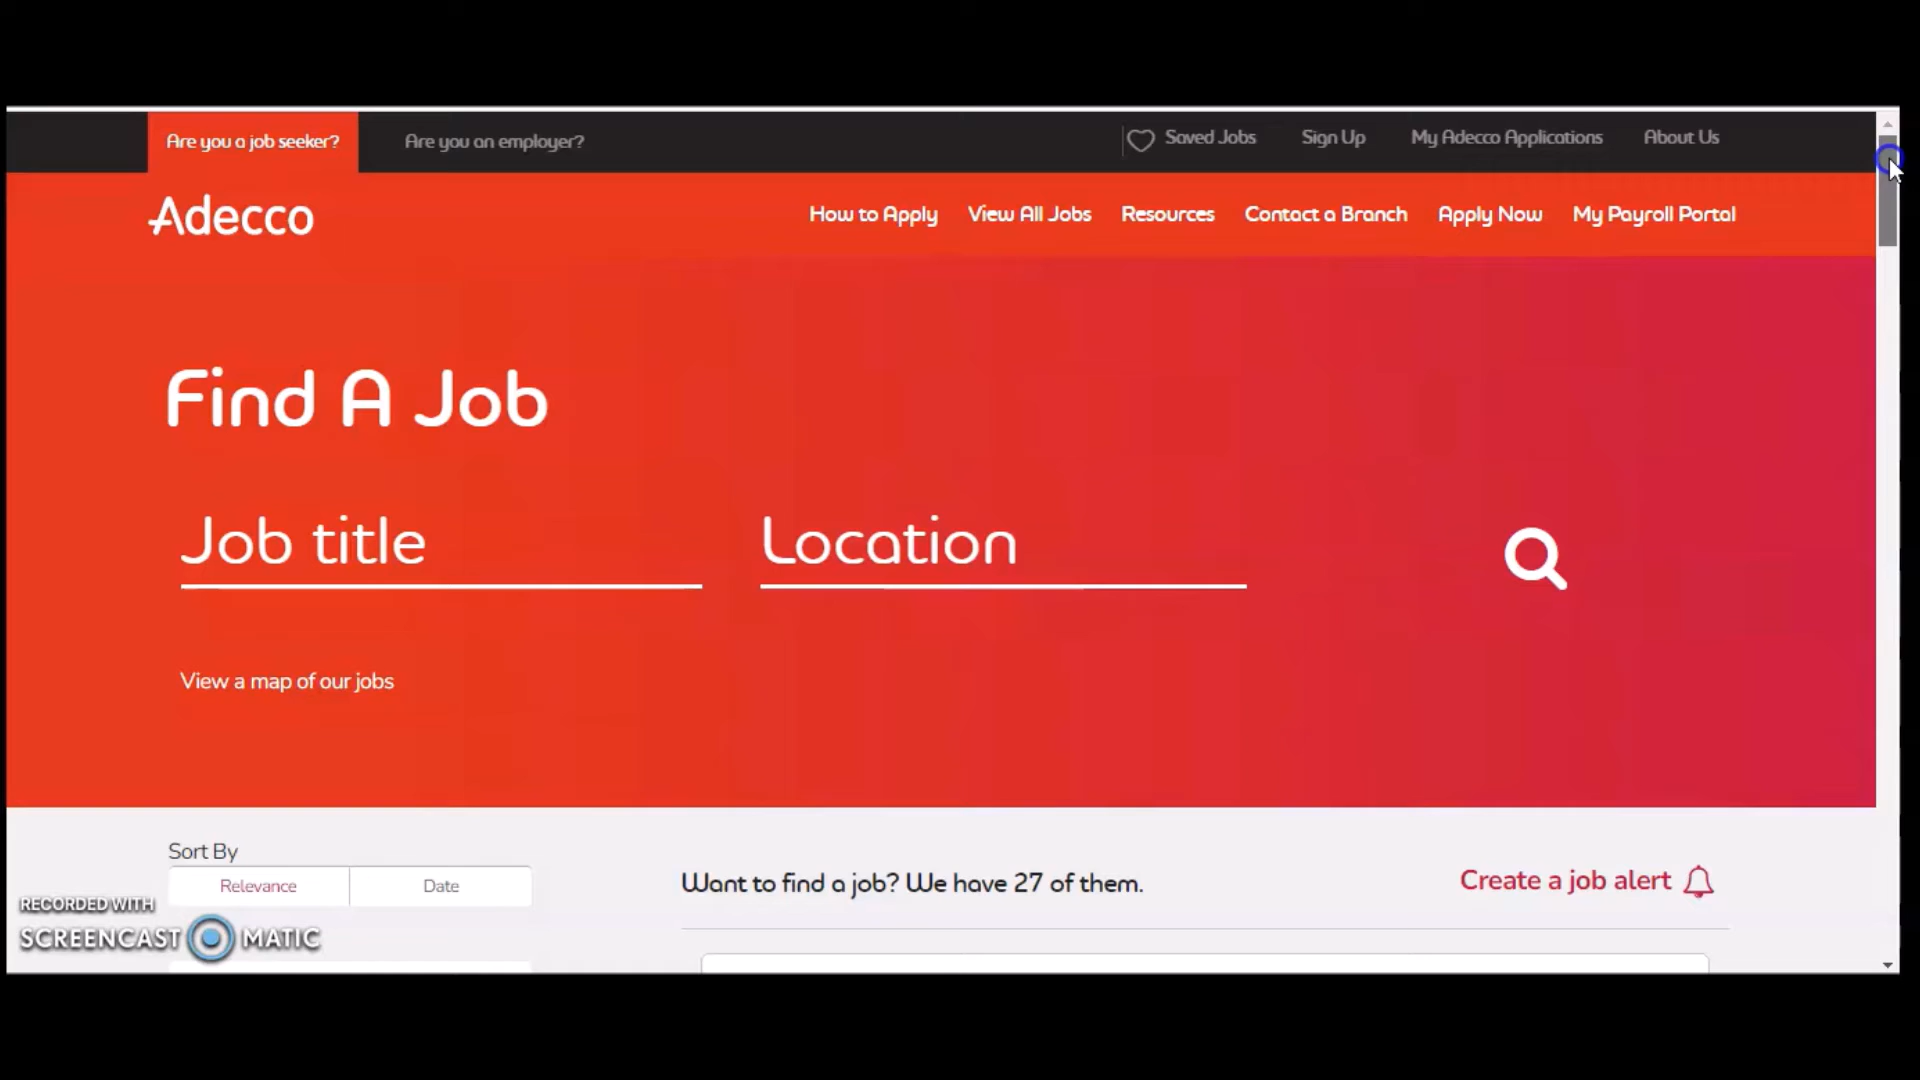 Are you a job seeker?
Are you an employer?
Saved Jobs
Sign Up
My Adecco Applications
About Us
Adecco
How to Apply
View All Jobs
Resources
Contact a Branch
Apply Now
My Payroll Portal
Find A Job
Job title
Location
View a map of our jobs
Sort By
Relevance
Date
Want to find a job? We have 27 of them.
Create a job alert
RECORDED WITH
SCREENCAST MATIC